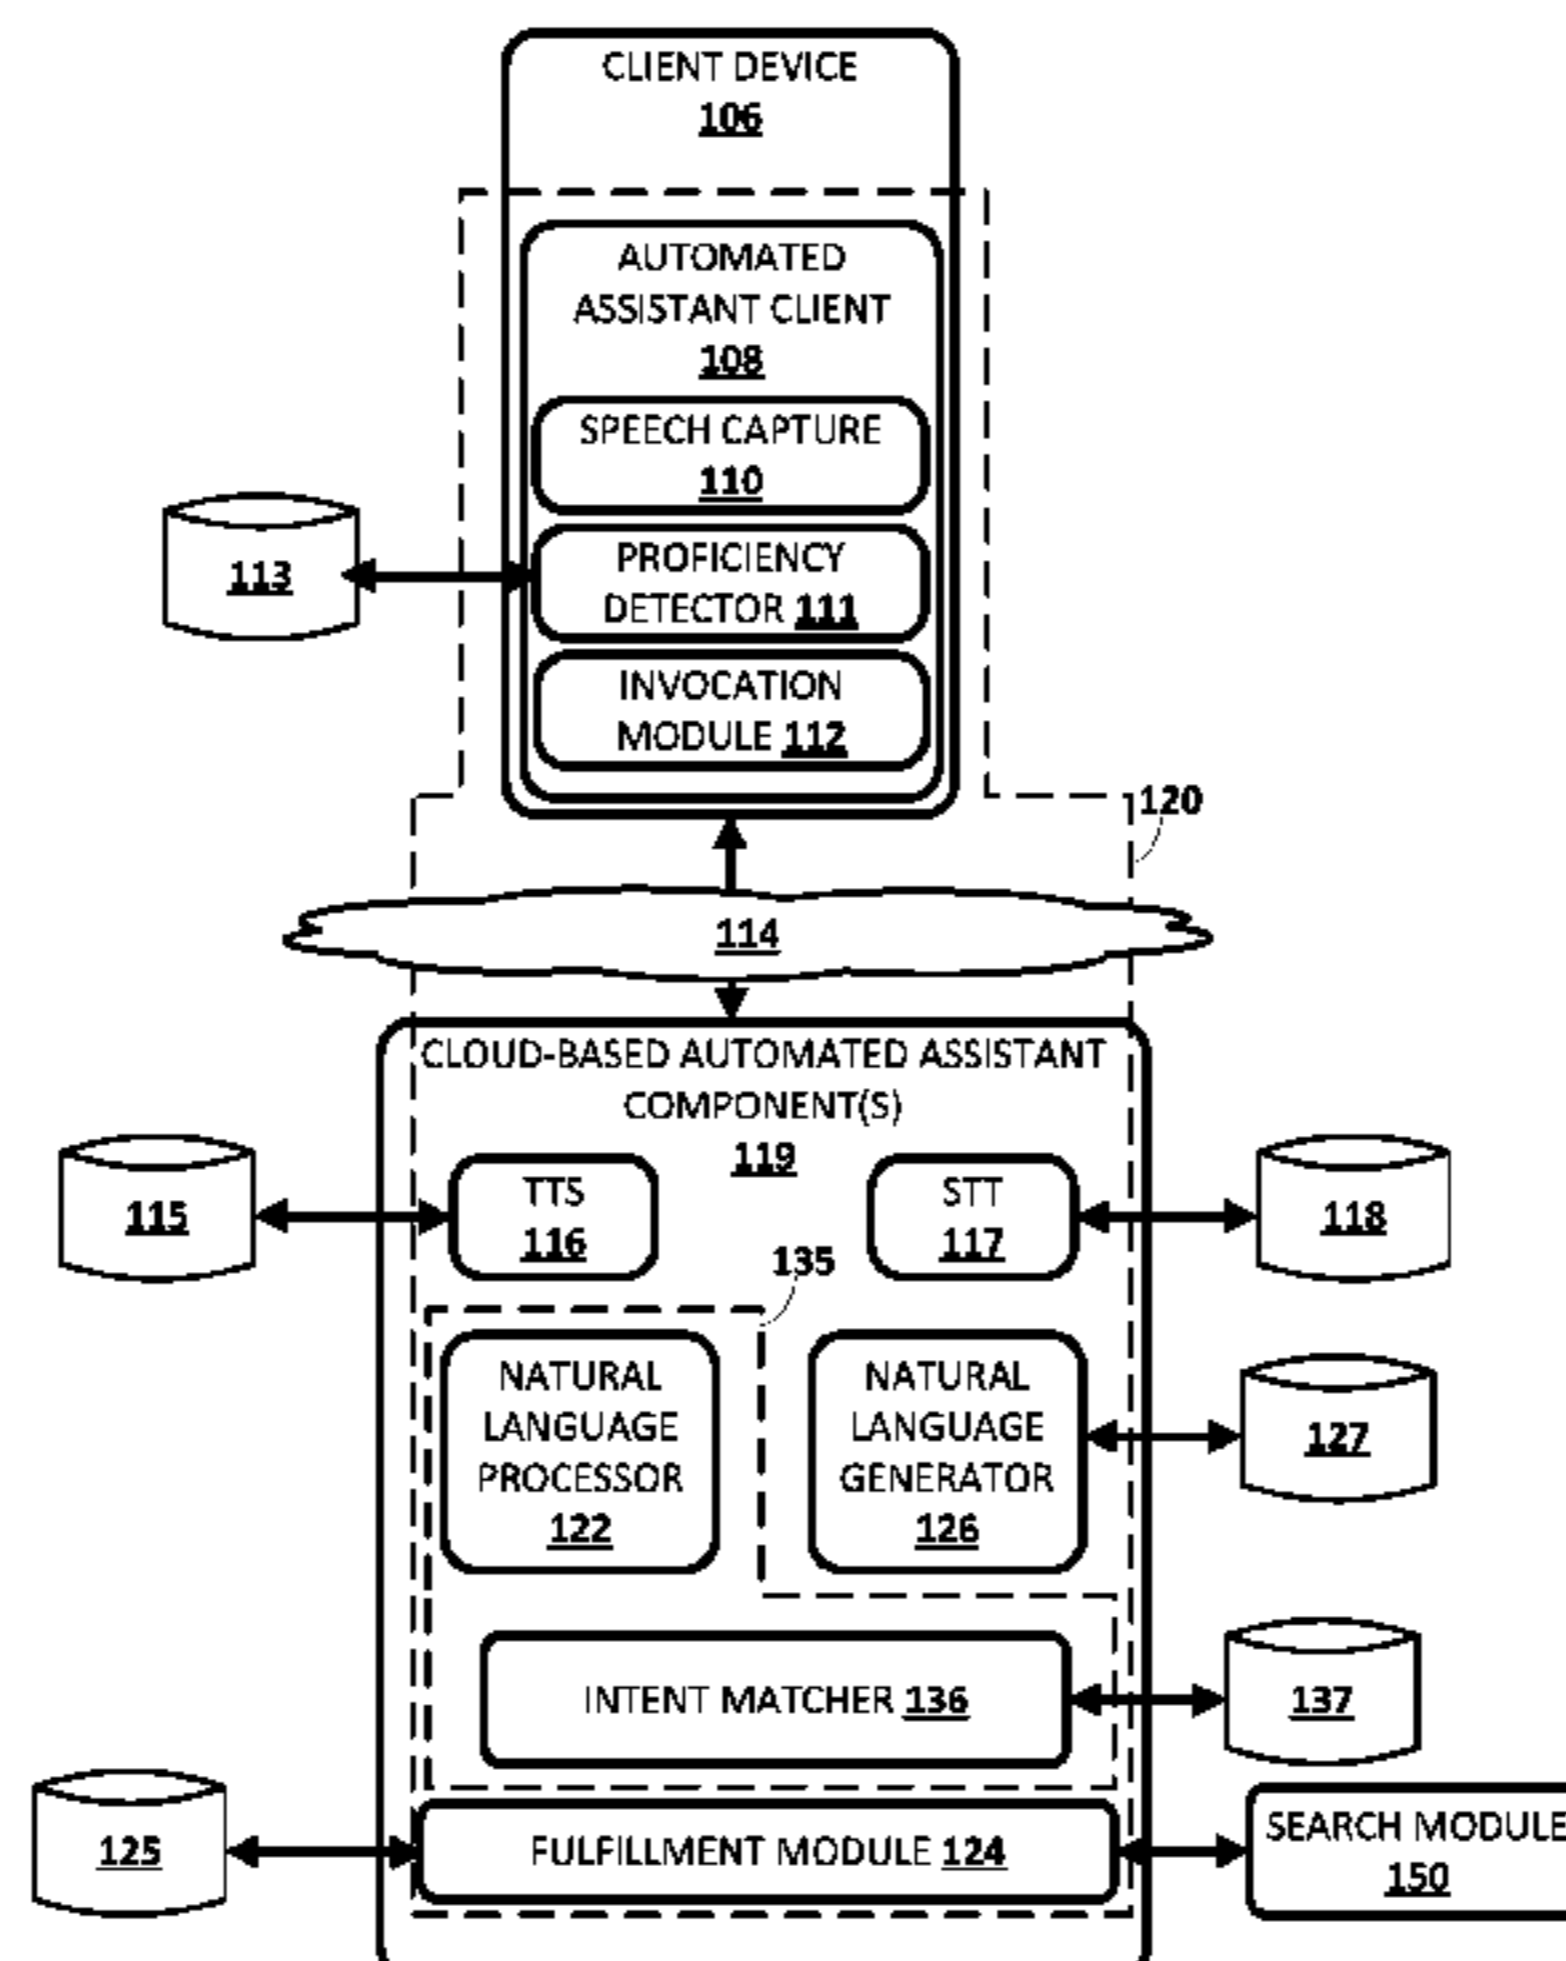 CLIENT DEVICE
106
AUTOMATED
ASSISTANT CLIENT
108
SPEECH CAPTURE
110
PROFICIENCY
DETECTOR 111
113
INVOCATION
MODULE 112
120
114
CLOUD-BASED AUTOMATED ASSISTANT
COMPONENT(S)
119
115
TTS
116
STT
117
118
135
NATURAL
LANGUAGE
PROCESSOR
122
NATURAL
LANGUAGE
GENERATOR
126
127
INTENT MATCHER 136
137
125
FULFILLMENT MODULE 124
SEARCH MODULE
150